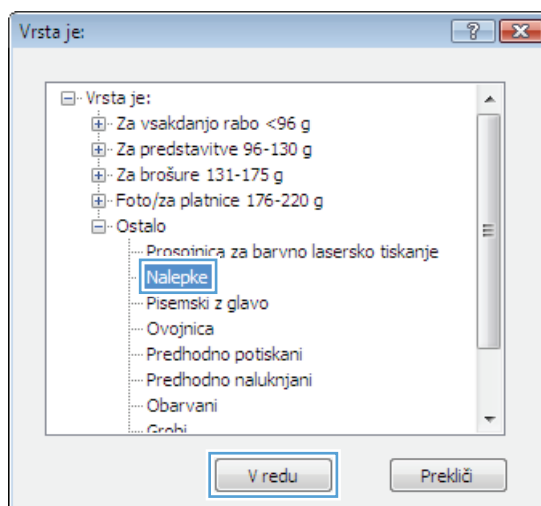 Vrsta je:
Vrsta je:
Za vsakdanjo rabo <96 g
Za predstavitve 96-130 g
Za brošure 131-175 g
Foto/za platnice 176-220 g
Ostalo
Prosojnica za barvno lasersko tiskanje
Nalepke
Pisemski z glavo
Ovojnica
Predhodno potiskani
Predhodno naluknjani
Obarvani
Grobi
V redu Prekliči